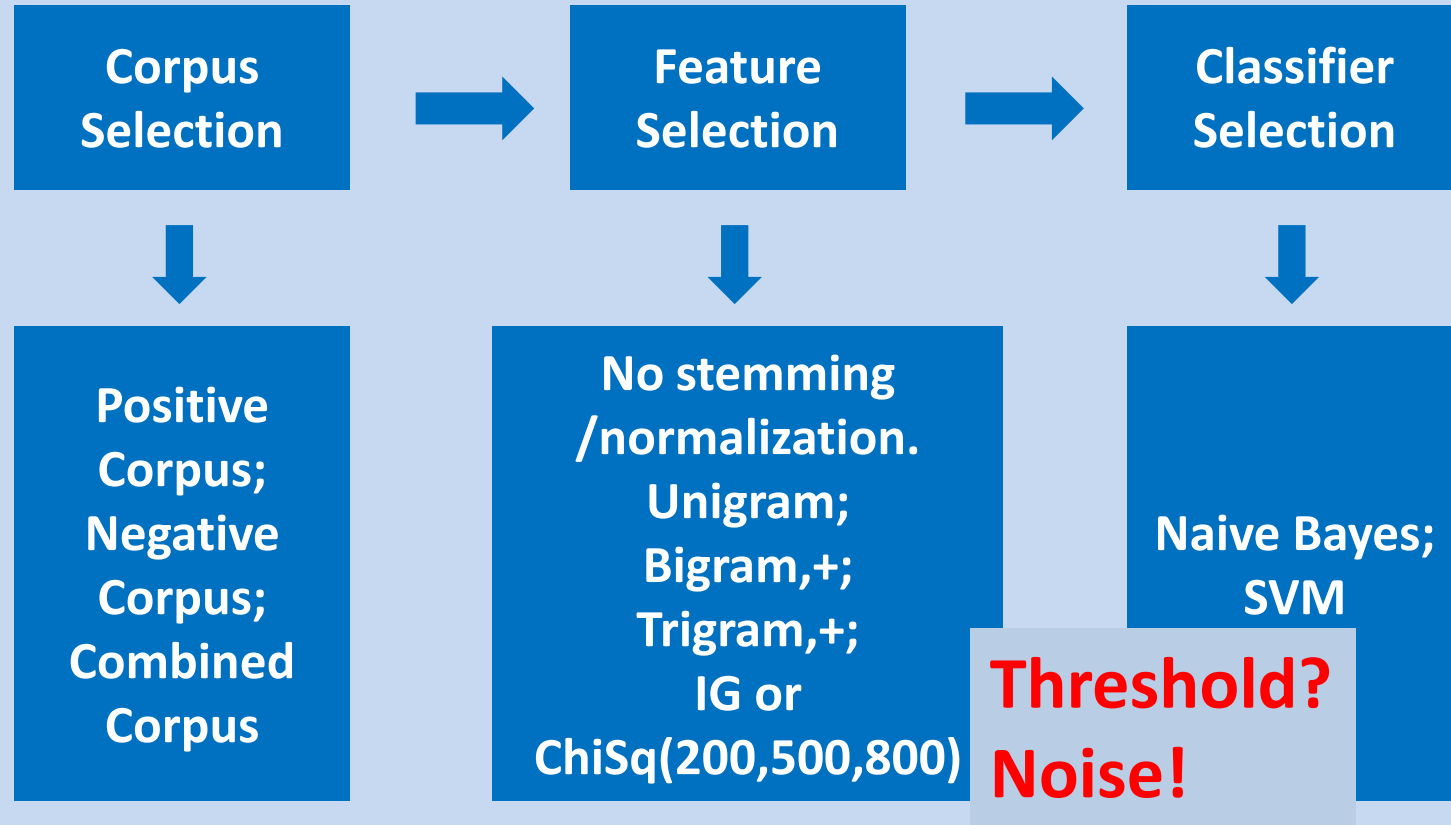 Corpus
Selection
Feature
Selection
Classifier
Selection
Positive
Corpus;
Negative
Corpus;
Combined
Corpus
No stemming
/normalization.
Unigram;
Bigram,+;
Trigram,+;
IG or
ChiSq(200,500,800)
Naive Bayes;
SVM
Threshold?
Noise!